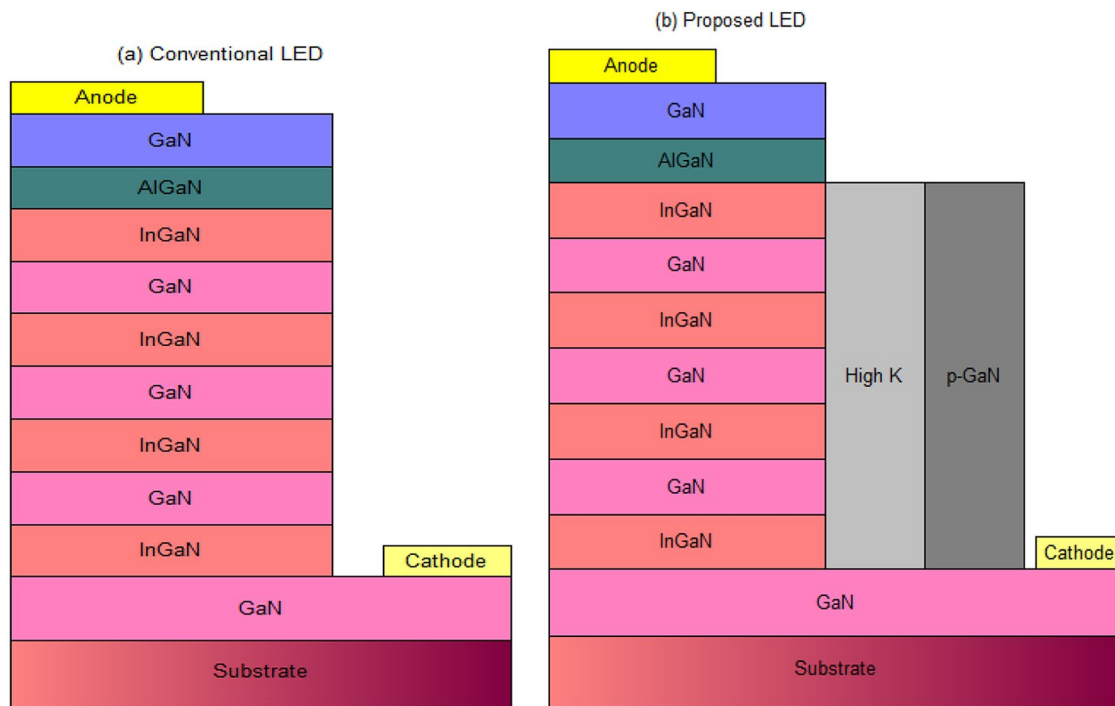 (a) Conventional LED
Anode
GaN
AlGaN
InGaN
GaN
InGaN
GaN
InGaN
GaN
InGaN
Cathode
GaN
Substrate
(b) Proposed LED
Anode
GaN
AlGaN
InGaN
GaN
InGaN
GaN
High K
p-GaN
InGaN
GaN
InGaN
Cathode
GaN
Substrate